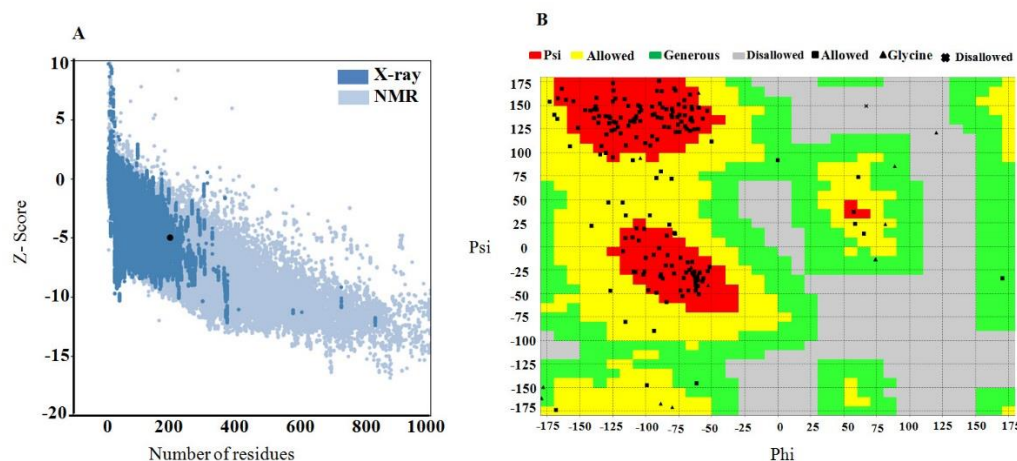 A
10
5
0
-5
-10
-15
-20
Z- Score
X-ray
NMR
0 200 400 600 800 1000
Number of residues
B
Psi Allowed Generous Disallowed Allowed Glycine Disallowed
175
150
125
100
75
50
25
0
-25
-50
-75
-100
-125
-150
-175
Psi
-175 -150 -125 -100 -75 -50 -25 0 25 50 75 100 125 150 175
Phi